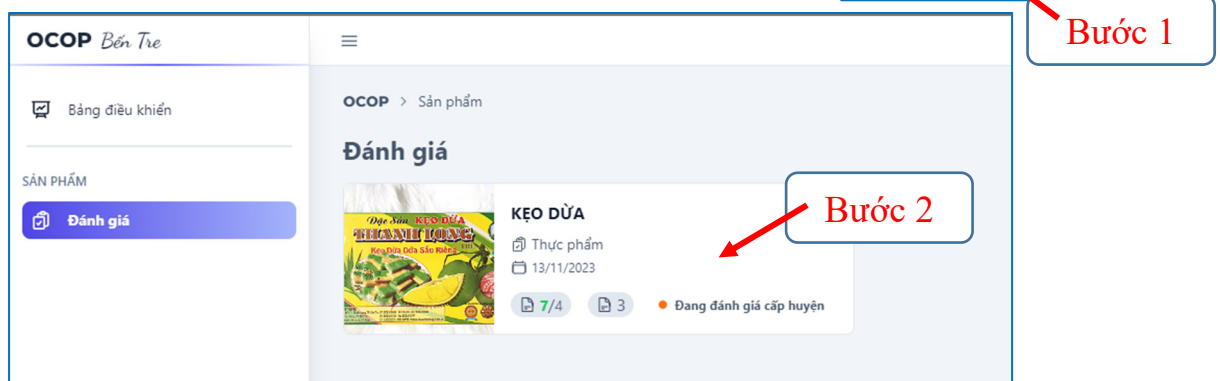 Bước 1
OCOP Bến Tre
Bảng điều khiển
OCOP > Sản phẩm
Đánh giá
SẢN PHẨM
Đánh giá
Bước 2
KẸO DỪA
Thực phẩm
13/11/2023
7/4 3 Đang đánh giá cấp huyện
Đặc Sản KẸO DỪA
THANH LONG
Kẹo Dừa Dứa Sầu Riêng